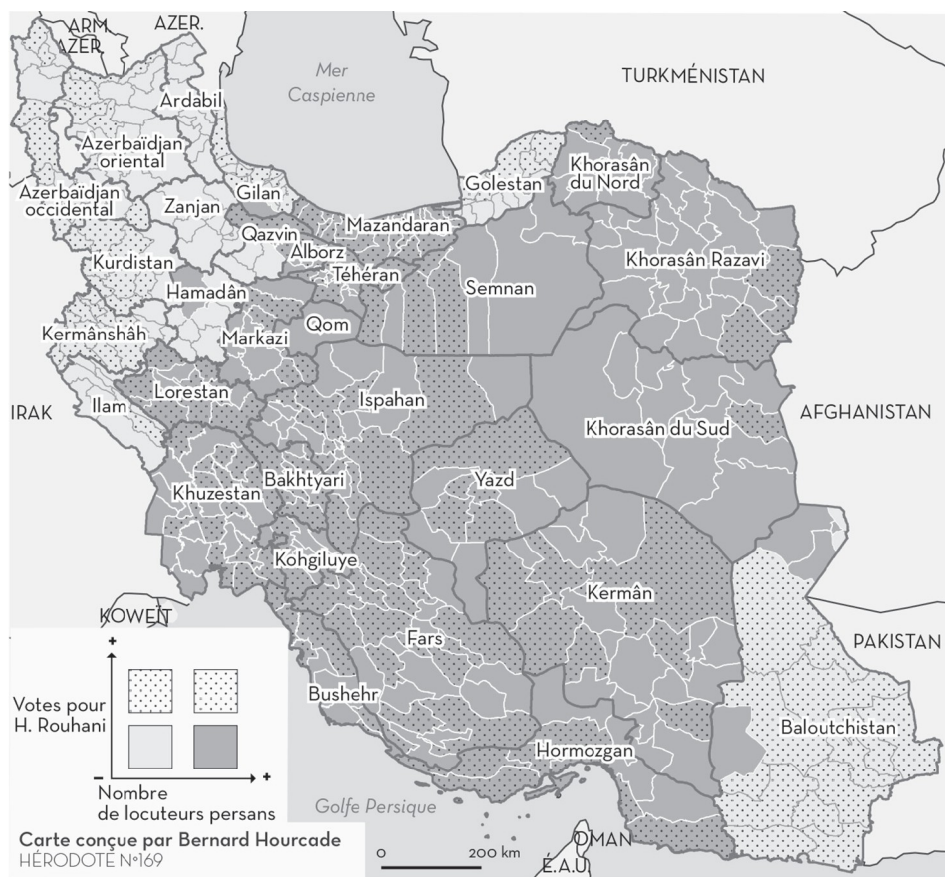 ARM
AZER.
AZER.
Mer
Caspienne
TURKMÉNISTAN
Ardabil
Azerbaïdjan
oriental
Azerbaïdjan
occidental
Gilan
Golestan
Khorasân
du Nord
Zanjan
Mazandaran
Qazvin
Alborz
Kurdistan
Téhéran
Semnan
Khorasân Razavi
Hamadân
Kermânshâh
Markazi
Qom
Lorestan
Ispahan
Ilam
IRAK
Khorasân du Sud
AFGHANISTAN
Khuzestan
Bakhtyari
Yazd
Kohgiluye
Kermân
KOWEÏT
Fars
PAKISTAN
Bushehr
Baloutchistan
Hormozgan
Golfe Persique
OMAN
É.A.U.
+
Votes pour
H. Rouhani
–
+
Nombre
de locuteurs persans
Carte conçue par Bernard Hourcade
HÉRODOTE N°169
0
200 km